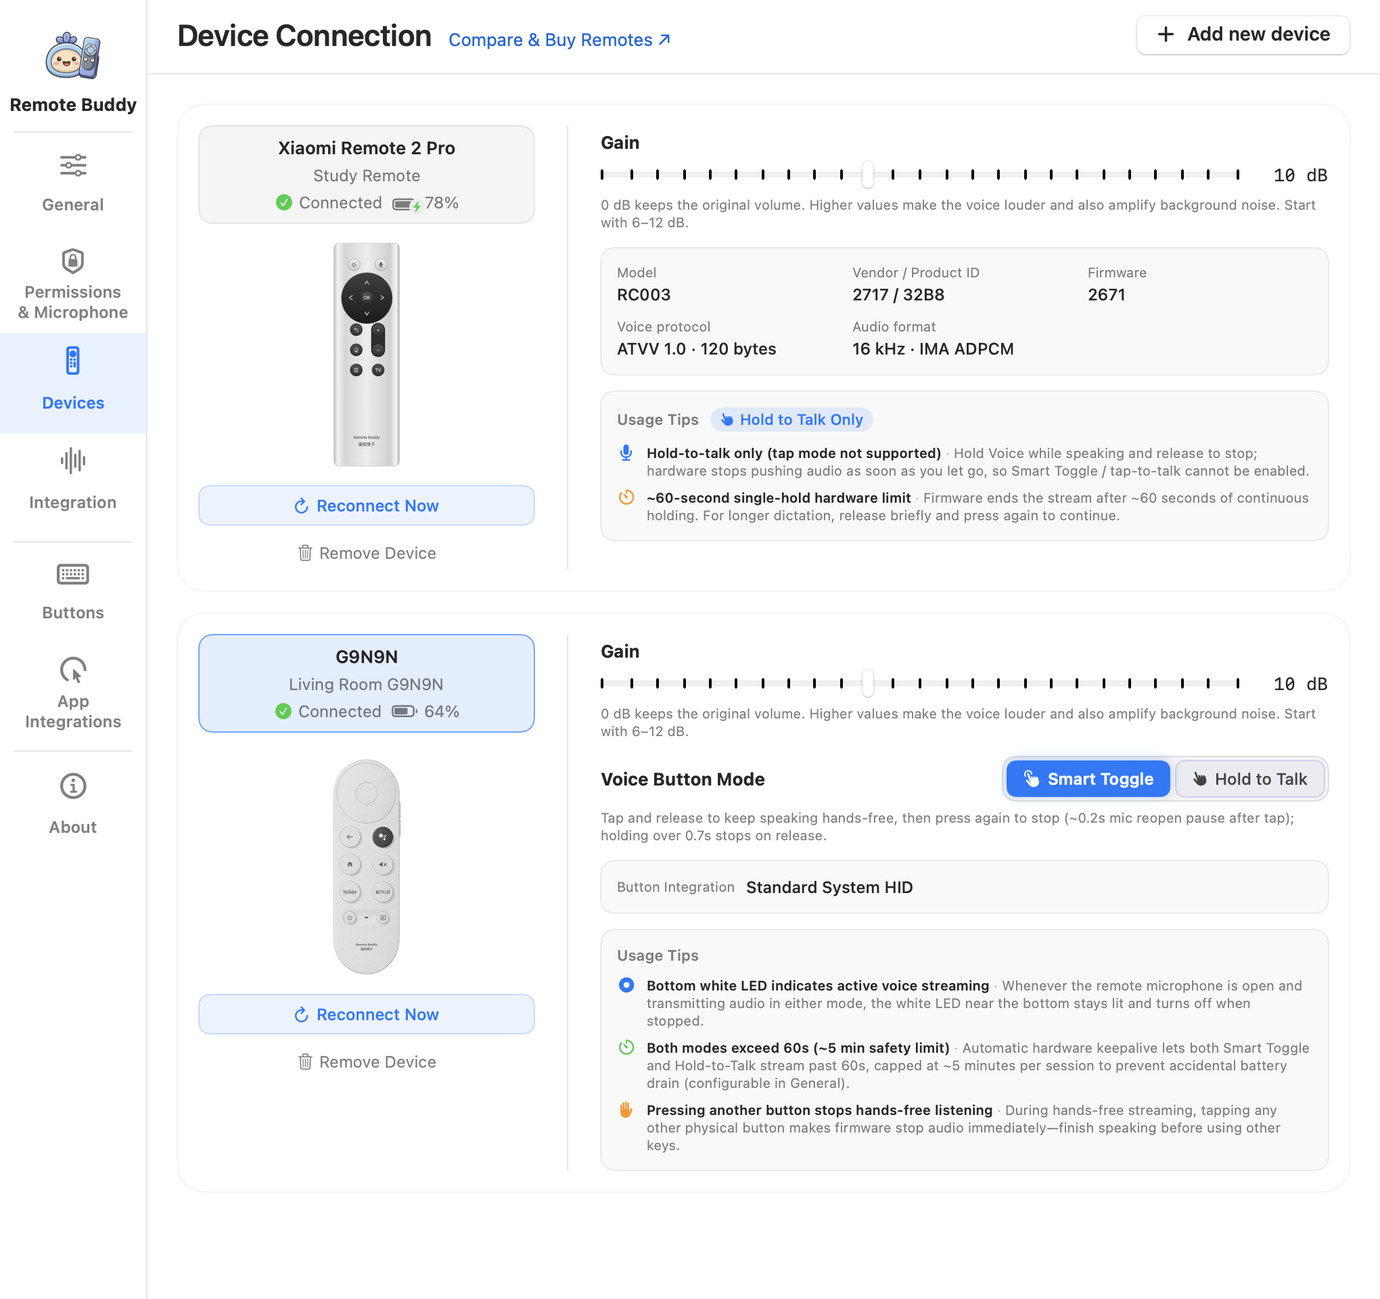 Device Connection
Compare & Buy Remotes ↗
+ Add new device
Remote Buddy
General
Permissions
& Microphone
Devices
Integration
Buttons
App
Integrations
About
Xiaomi Remote 2 Pro
Study Remote
Connected 78%
OK
TV
Remote Buddy
Reconnect Now
Remove Device
Gain
10 dB
0 dB keeps the original volume. Higher values make the voice louder and also amplify background noise. Start
with 6–12 dB.
Model
RC003
Vendor / Product ID
2717 / 32B8
Firmware
2671
Voice protocol
ATVV 1.0 · 120 bytes
Audio format
16 kHz · IMA ADPCM
Usage Tips
Hold to Talk Only
Hold-to-talk only (tap mode not supported) · Hold Voice while speaking and release to stop;
hardware stops pushing audio as soon as you let go, so Smart Toggle / tap-to-talk cannot be enabled.
~60-second single-hold hardware limit · Firmware ends the stream after ~60 seconds of continuous
holding. For longer dictation, release briefly and press again to continue.
G9N9N
Living Room G9N9N
Connected 64%
YouTube
NETFLIX
Remote Buddy
Reconnect Now
Remove Device
Gain
10 dB
0 dB keeps the original volume. Higher values make the voice louder and also amplify background noise. Start
with 6–12 dB.
Voice Button Mode
Smart Toggle
Hold to Talk
Tap and release to keep speaking hands-free, then press again to stop (~0.2s mic reopen pause after tap);
holding over 0.7s stops on release.
Button Integration Standard System HID
Usage Tips
Bottom white LED indicates active voice streaming · Whenever the remote microphone is open and
transmitting audio in either mode, the white LED near the bottom stays lit and turns off when
stopped.
Both modes exceed 60s (~5 min safety limit) · Automatic hardware keepalive lets both Smart Toggle
and Hold-to-Talk stream past 60s, capped at ~5 minutes per session to prevent accidental battery
drain (configurable in General).
Pressing another button stops hands-free listening · During hands-free streaming, tapping any
other physical button makes firmware stop audio immediately—finish speaking before using other
keys.